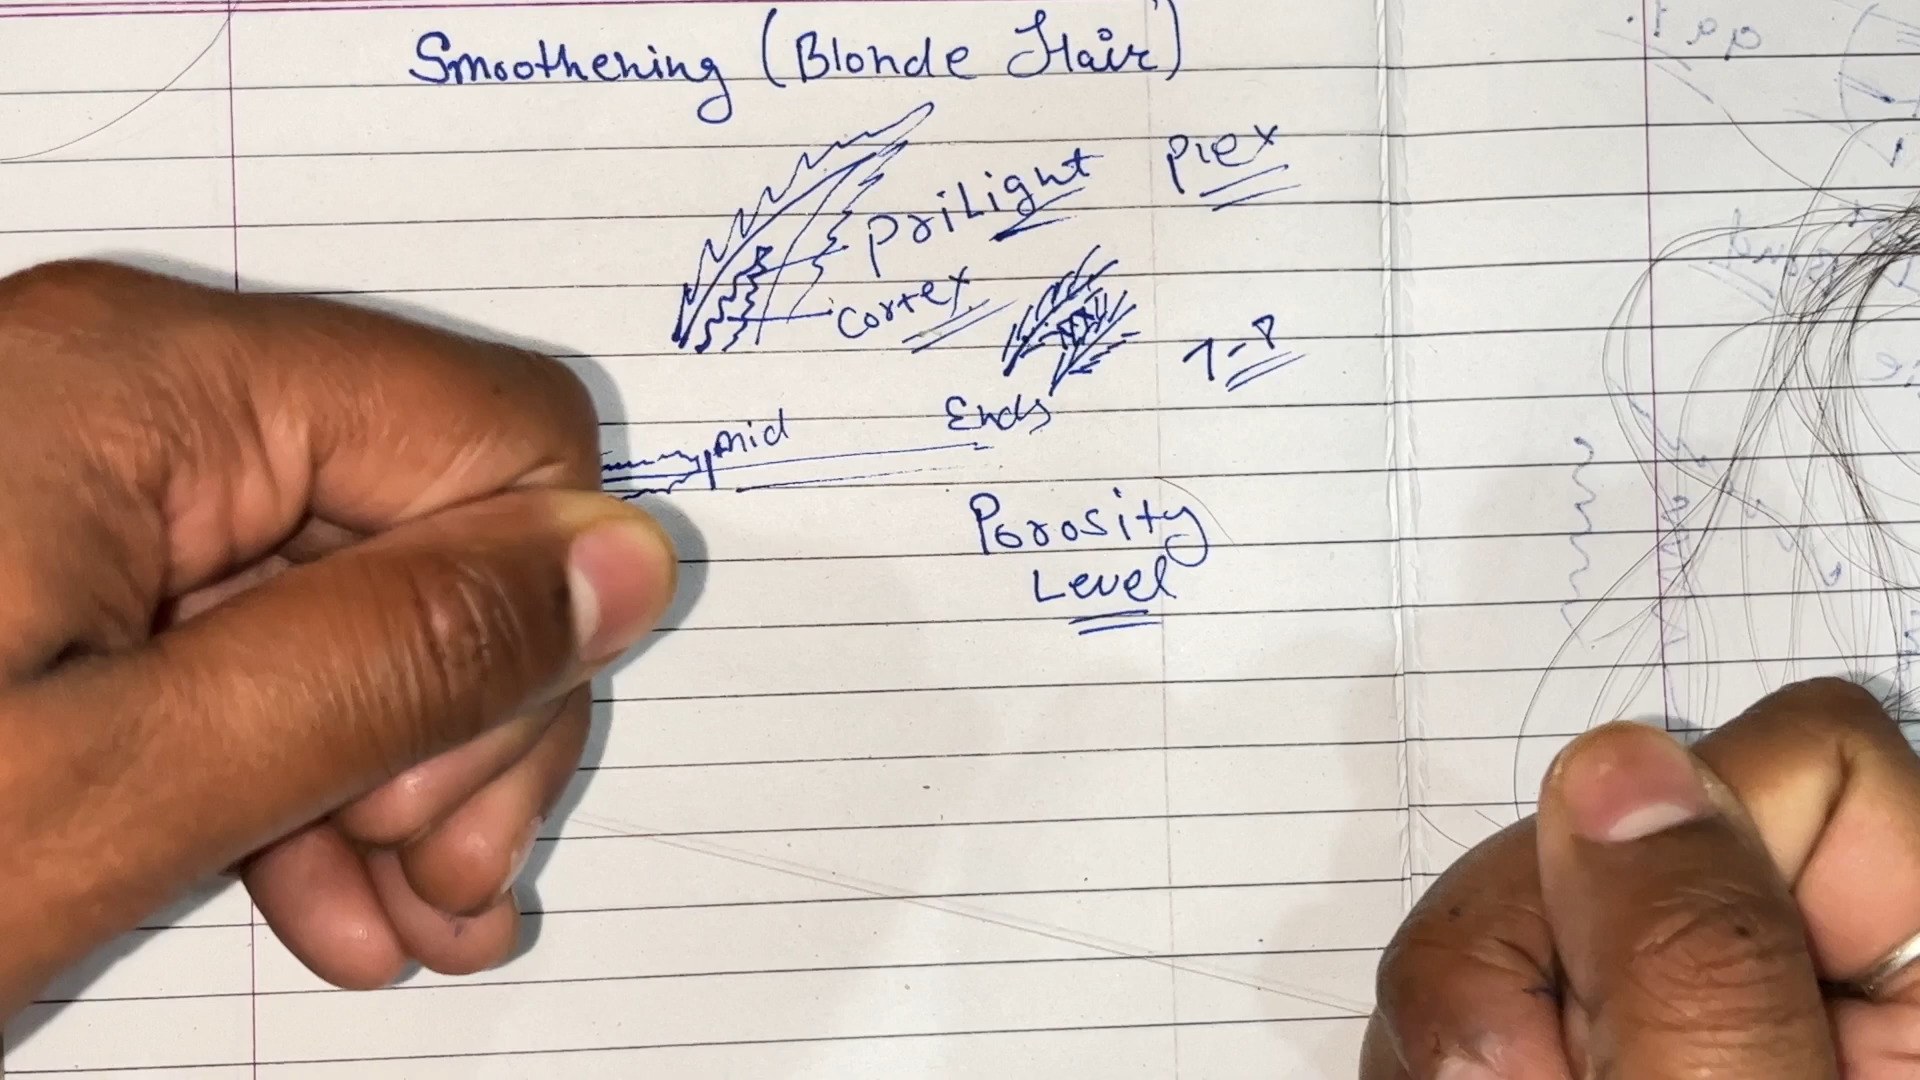 Smoothening (Blonde Hair)
PriLight
Plex
Cortex
mid
Ends
Porosity
Level